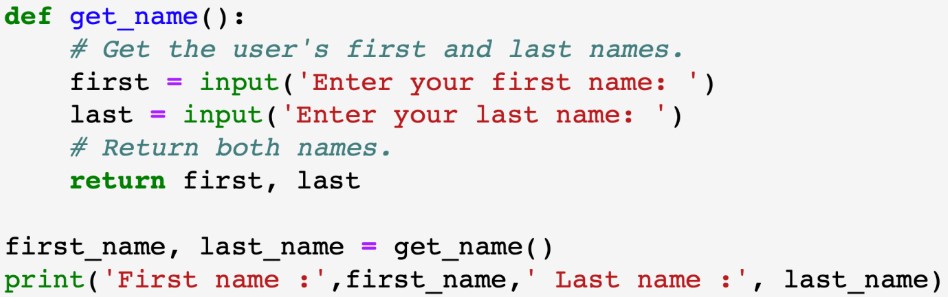 def get_name():
    # Get the user's first and last names.
    first = input('Enter your first name: ')
    last = input('Enter your last name: ')
    # Return both names.
    return first, last

first_name, last_name = get_name()
print('First name :',first_name,' Last name :', last_name)